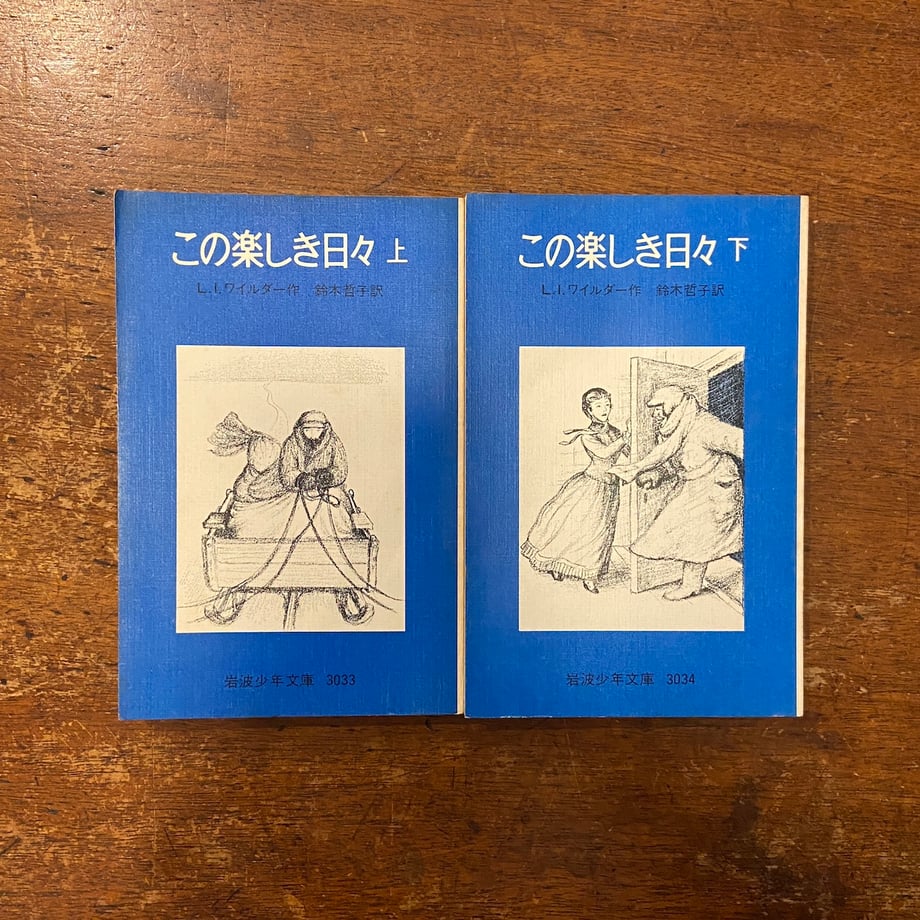 この楽しき日々 上
L.I.ワイルダー作 鈴木哲子訳
岩波少年文庫 3033
この楽しき日々 下
L.I.ワイルダー作 鈴木哲子訳
岩波少年文庫 3034